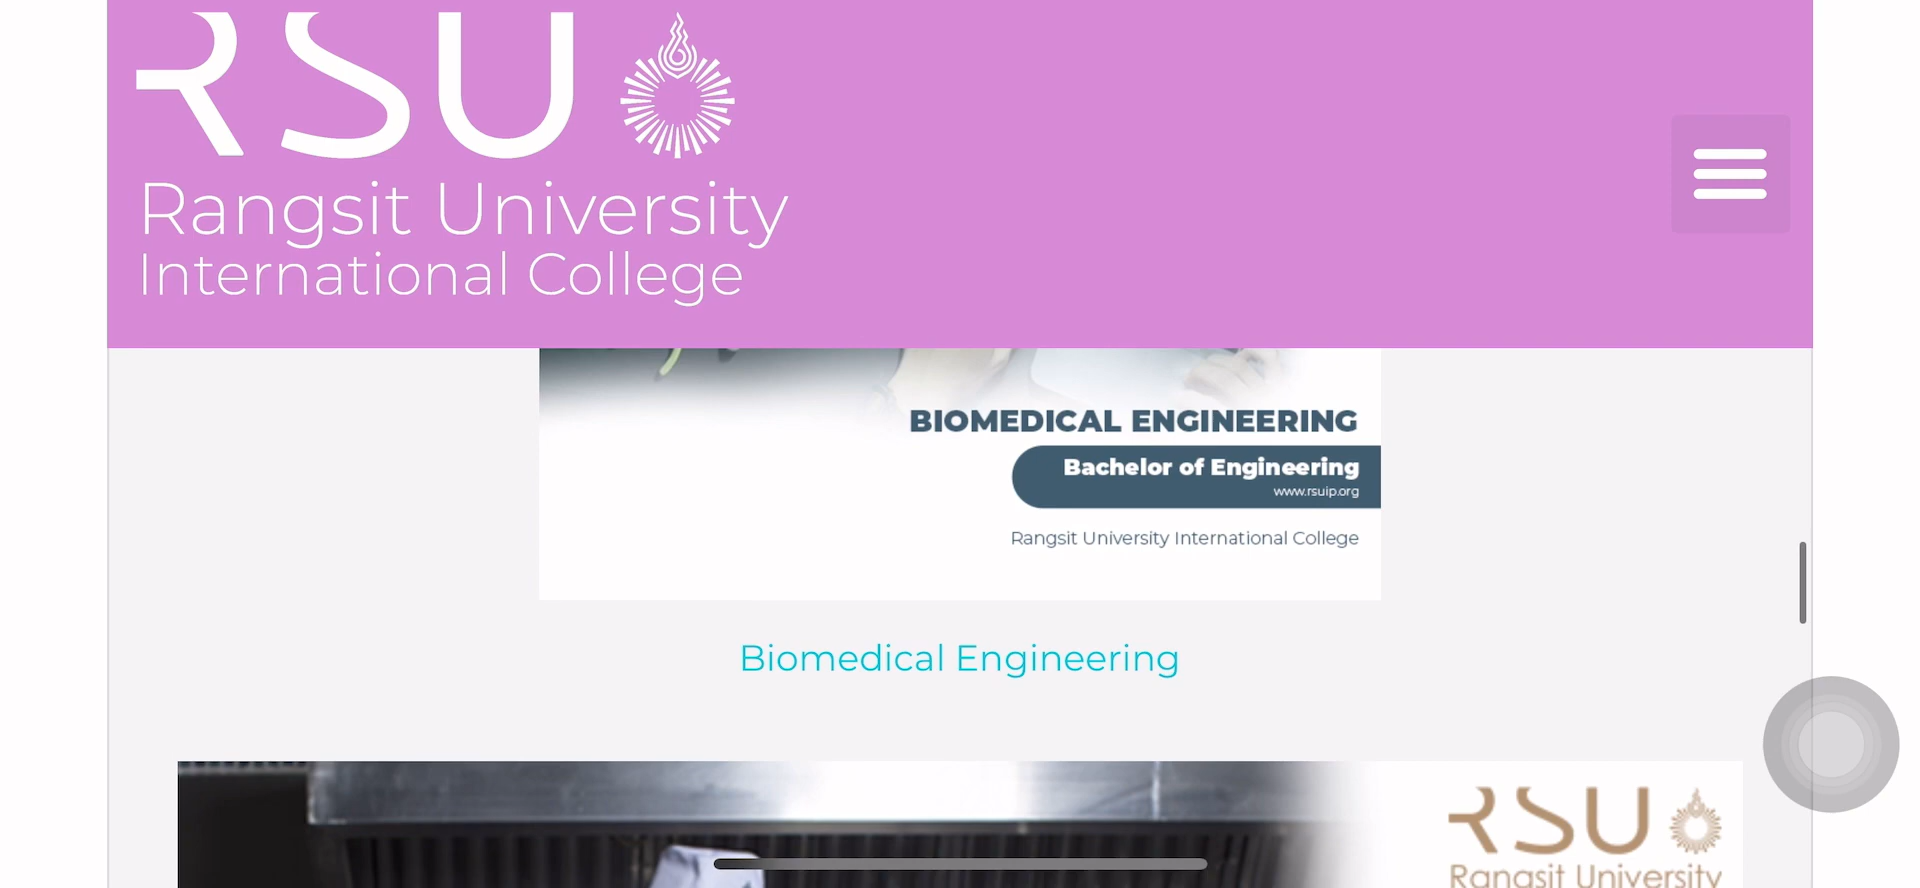 RSU
Rangsit University
International College
BIOMEDICAL ENGINEERING
Bachelor of Engineering
www.rsuip.org
Rangsit University International College
Biomedical Engineering
RSU
Rangsit University